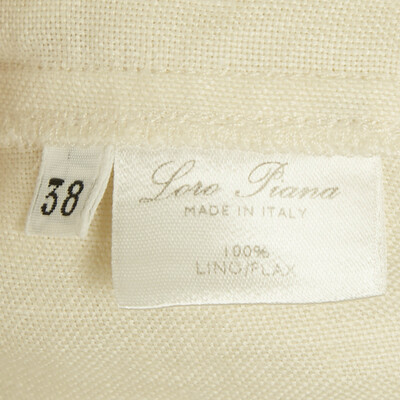 38
Loro Piana
MADE IN ITALY
100%
LINO/FLAX